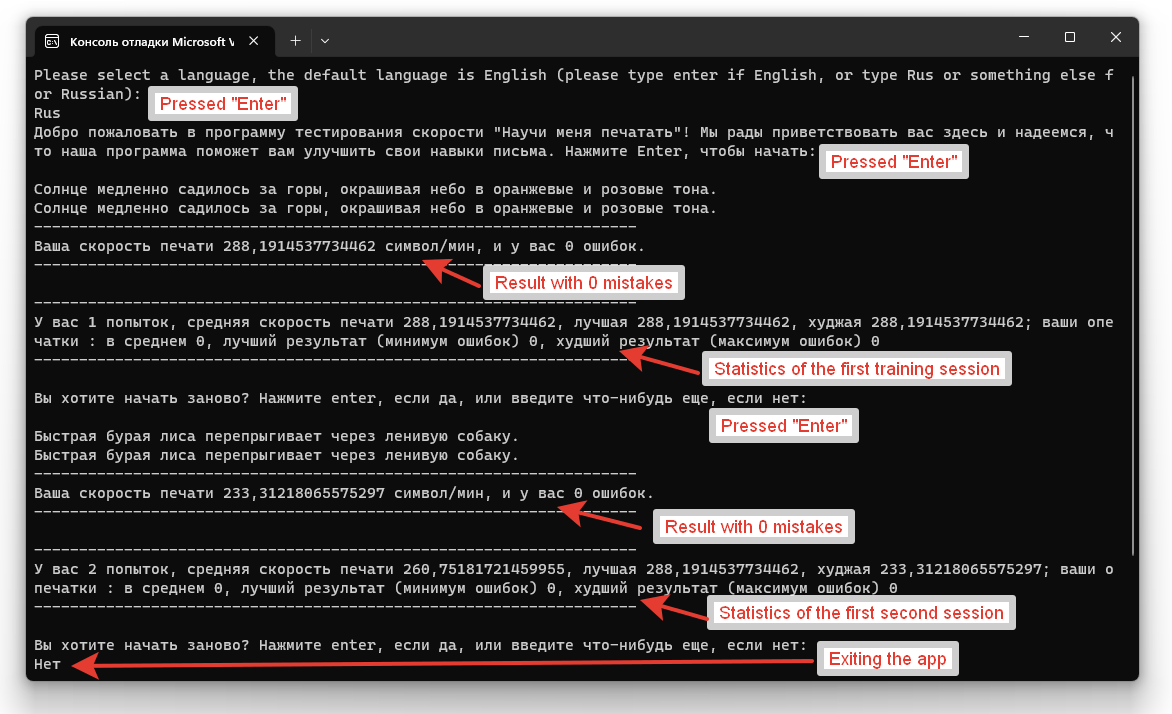 Консоль отладки Microsoft V
Please select a language, the default language is English (please type enter if English, or type Rus or something else f
or Russian):
Pressed "Enter"
Rus
Добро пожаловать в программу тестирования скорости "Научи меня печатать"! Мы рады приветствовать вас здесь и надеемся, ч
то наша программа поможет вам улучшить свои навыки письма. Нажмите Enter, чтобы начать:
Pressed "Enter"
Солнце медленно садилось за горы, окрашивая небо в оранжевые и розовые тона.
Солнце медленно садилось за горы, окрашивая небо в оранжевые и розовые тона.
-------------------------------------------------------------------
Ваша скорость печати 288,1914537734462 символ/мин, и у вас 0 ошибок.
-------------------------------------------------------------------
Result with 0 mistakes
-------------------------------------------------------------------
У вас 1 попыток, средняя скорость печати 288,1914537734462, лучшая 288,1914537734462, худжая 288,1914537734462; ваши опе
чатки : в среднем 0, лучший результат (минимум ошибок) 0, худший результат (максимум ошибок) 0
-------------------------------------------------------------------
Statistics of the first training session
Вы хотите начать заново? Нажмите enter, если да, или введите что-нибудь еще, если нет:
Pressed "Enter"
Быстрая бурая лиса перепрыгивает через ленивую собаку.
Быстрая бурая лиса перепрыгивает через ленивую собаку.
-------------------------------------------------------------------
Ваша скорость печати 233,31218065575297 символ/мин, и у вас 0 ошибок.
-------------------------------------------------------------------
Result with 0 mistakes
-------------------------------------------------------------------
У вас 2 попыток, средняя скорость печати 260,75181721459955, лучшая 288,1914537734462, худжая 233,31218065575297; ваши о
печатки : в среднем 0, лучший результат (минимум ошибок) 0, худший результат (максимум ошибок) 0
-------------------------------------------------------------------
Statistics of the first second session
Вы хотите начать заново? Нажмите enter, если да, или введите что-нибудь еще, если нет:
Нет
Exiting the app